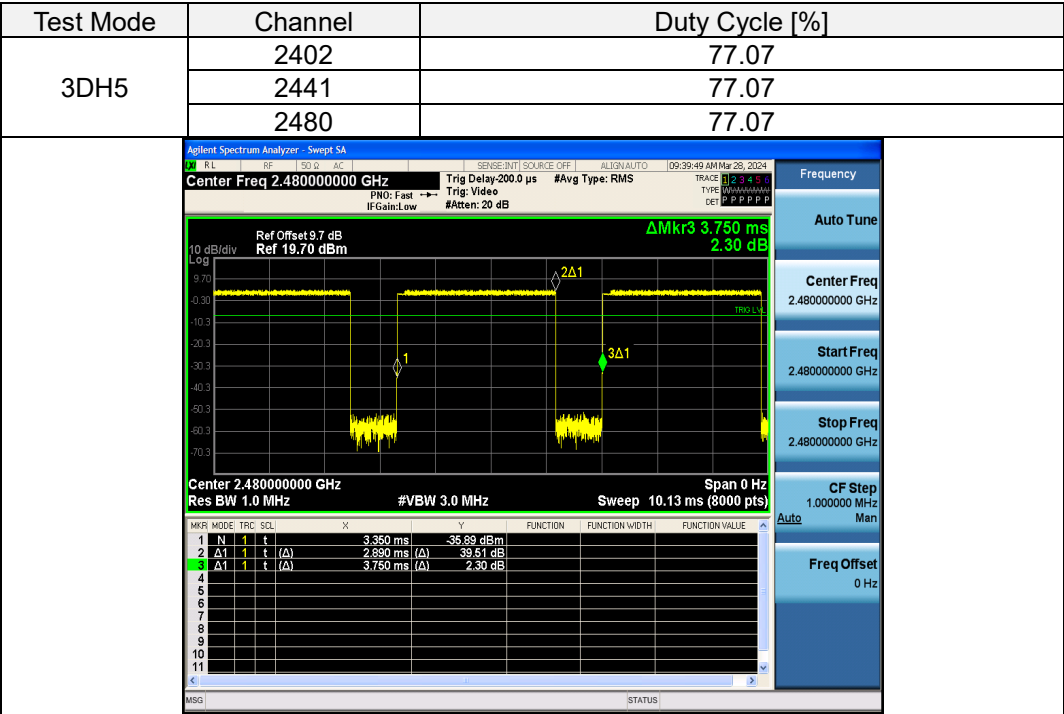 Test Mode Channel Duty Cycle [%]
3DH5 2402 77.07
2441 77.07
2480 77.07
Agilent Spectrum Analyzer - Swept SA
LXI RL RF 50 Ω AC SENSE:INT SOURCE OFF ALIGN AUTO 09:39:49 AM Mar 28, 2024
Center Freq 2.480000000 GHz
PNO: Fast
IFGain:Low
Trig Delay-200.0 µs #Avg Type: RMS
Trig: Video
#Atten: 20 dB
TRACE 1 2 3 4 5 6
TYPE WWWWWW
DET P P P P P P
Frequency
Auto Tune
Center Freq
2.480000000 GHz
Start Freq
2.480000000 GHz
Stop Freq
2.480000000 GHz
CF Step
1.000000 MHz
Auto Man
Freq Offset
0 Hz
ΔMkr3 3.750 ms
2.30 dB
Ref Offset 9.7 dB
10 dB/div Ref 19.70 dBm
Log
9.70
-0.30
-10.3
-20.3
-30.3
-40.3
-50.3
-60.3
-70.3
2Δ1
TRIG LVL
1
3Δ1
Center 2.480000000 GHz Span 0 Hz
Res BW 1.0 MHz #VBW 3.0 MHz Sweep 10.13 ms (8000 pts)
MKR MODE TRC SCL X Y FUNCTION FUNCTION WIDTH FUNCTION VALUE
1 N 1 t 3.350 ms -35.89 dBm
2 Δ1 1 t (Δ) 2.890 ms (Δ) 39.51 dB
3 Δ1 1 t (Δ) 3.750 ms (Δ) 2.30 dB
4
5
6
7
8
9
10
11
MSG STATUS